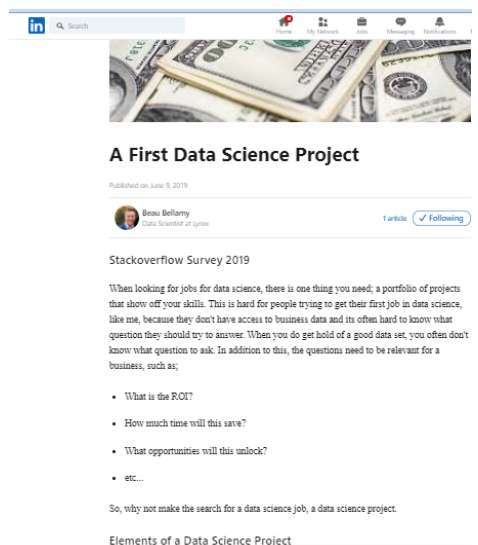 in Search
Home My Network Jobs Messaging Notifications
A First Data Science Project
Published on June 9, 2019
Beau Bellamy
Data Scientist at Lynxx
1 article ✓ Following
Stackoverflow Survey 2019
When looking for jobs for data science, there is one thing you need; a portfolio of projects
that show off your skills. This is hard for people trying to get their first job in data science,
like me, because they don't have access to business data and its often hard to know what
question they should try to answer. When you do get hold of a good data set, you often don't
know what question to ask. In addition to this, the questions need to be relevant for a
business, such as;
• What is the ROI?
• How much time will this save?
• What opportunities will this unlock?
• etc...
So, why not make the search for a data science job, a data science project.
Elements of a Data Science Project